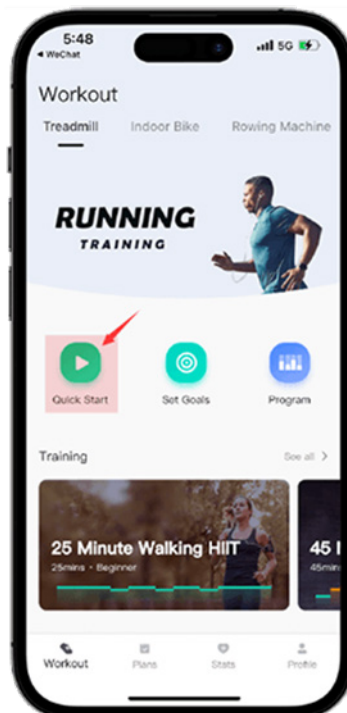 5:48
5G
WeChat
Workout
Treadmill Indoor Bike Rowing Machine
RUNNING
TRAINING
Quick Start Set Goals Program
Training See all >
25 Minute Walking HIIT
25mins • Beginner
45
45min
Workout Plans Stats Profile